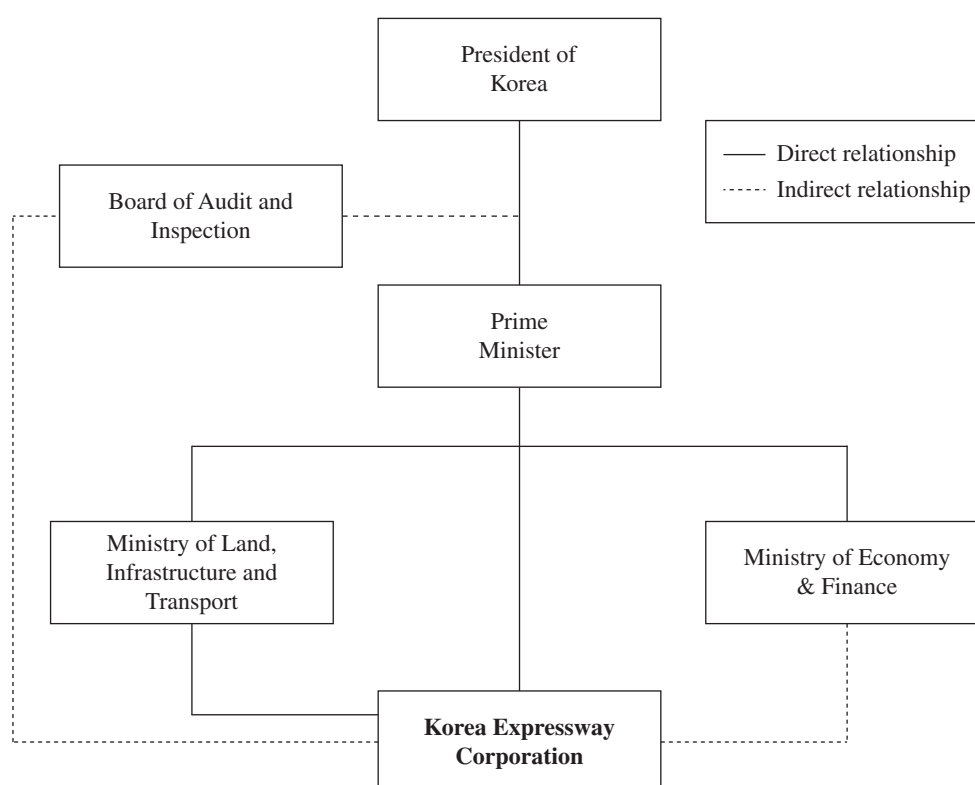 President of
Korea
Direct relationship
Indirect relationship
Board of Audit and
Inspection
Prime
Minister
Ministry of Land,
Infrastructure and
Transport
Ministry of Economy
& Finance
Korea Expressway
Corporation